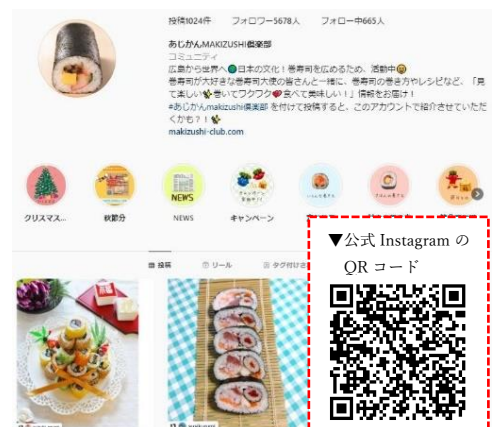 投稿1024件 フォロワー5678人 フォロー中665人
あじかんMAKIZUSHI倶楽部
コミュニティ
広島から世界へ🌏日本の文化！巻寿司を広めるため、活動中😆
巻寿司が大好きな巻寿司大使の皆さんと一緒に、巻寿司の巻き方やレシピなど、「見
て楽しい🫔巻いてワクワク💖食べて美味しい！」情報をお届け！
#あじかんmakizushi倶楽部 を付けて投稿すると、このアカウントで紹介させていただ
くかも？！🫔
makizushi-club.com
NEWS
クリスマス...
秋節分
NEWS
キャンペーン
▼公式 Instagram の
QR コード
投稿
リール
タグ付けさ